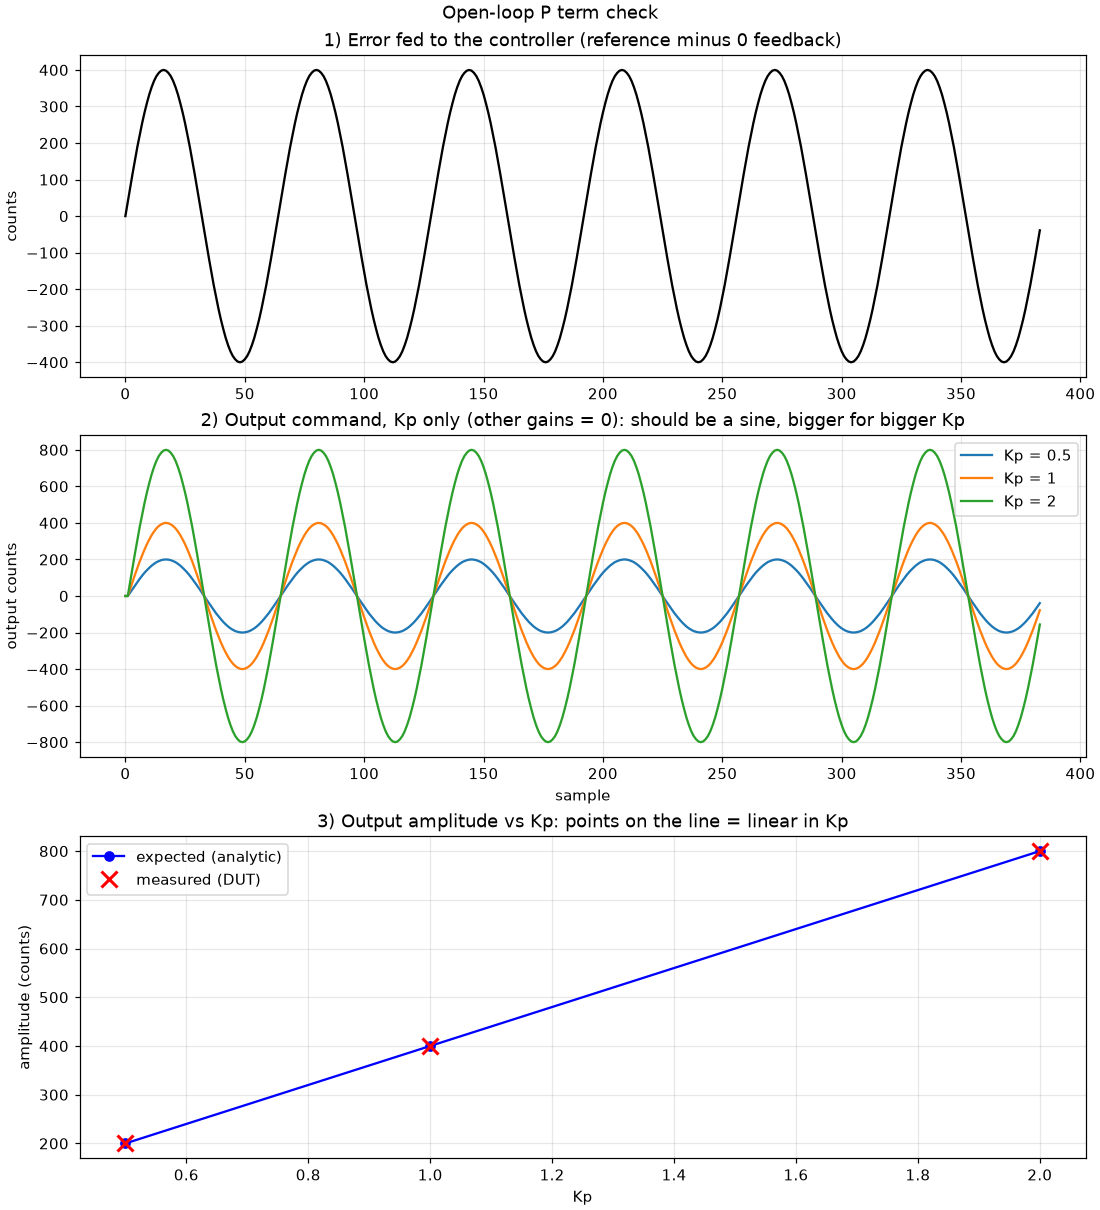 Open-loop P term check
1) Error fed to the controller (reference minus 0 feedback)
400
300
200
100
0
−100
−200
−300
−400
counts
0 50 100 150 200 250 300 350 400
2) Output command, Kp only (other gains = 0): should be a sine, bigger for bigger Kp
800
600
400
200
0
−200
−400
−600
−800
output counts
Kp = 0.5
Kp = 1
Kp = 2
0 50 100 150 200 250 300 350 400
sample
3) Output amplitude vs Kp: points on the line = linear in Kp
800
700
600
500
400
300
200
amplitude (counts)
expected (analytic)
measured (DUT)
0.6 0.8 1.0 1.2 1.4 1.6 1.8 2.0
Kp